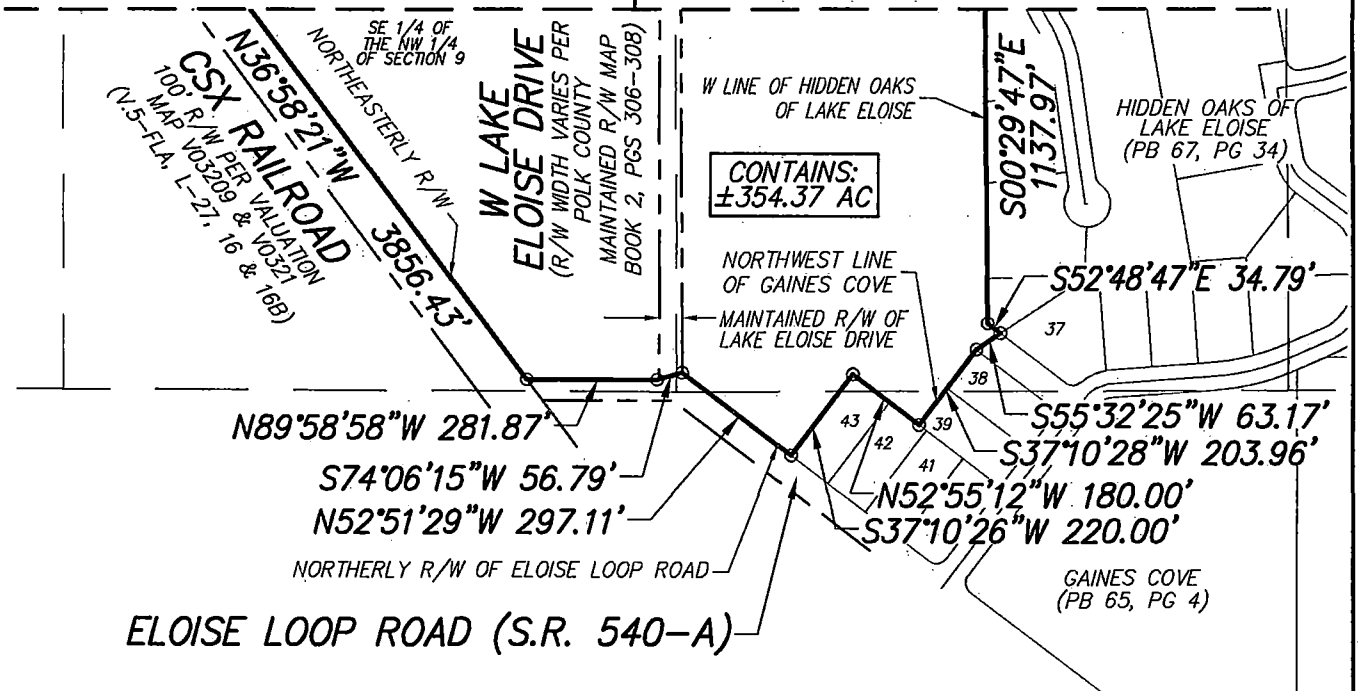 SE 1/4 OF
THE NW 1/4
OF SECTION 9
N36°58'21"W 3856.43'
NORTHEASTERLY R/W
CSX RAILROAD
100' R/W PER VALUATION
MAP V03209 & V0321
(V.5-FLA, L-27, 16 & 16B)
W LAKE
ELOISE DRIVE
(R/W WIDTH VARIES PER
POLK COUNTY
MAINTAINED R/W MAP
BOOK 2, PGS 306-308)
W LINE OF HIDDEN OAKS
OF LAKE ELOISE
CONTAINS:
±354.37 AC
S00°29'47"E
1137.97'
HIDDEN OAKS OF
LAKE ELOISE
(PB 67, PG 34)
NORTHWEST LINE
OF GAINES COVE
MAINTAINED R/W OF
LAKE ELOISE DRIVE
S52°48'47"E 34.79'
37
38
39
43
42
41
S55°32'25"W 63.17'
S37°10'28"W 203.96'
N52°55'12"W 180.00'
S37°10'26"W 220.00'
N89°58'58"W 281.87'
S74°06'15"W 56.79'
N52°51'29"W 297.11'
NORTHERLY R/W OF ELOISE LOOP ROAD
ELOISE LOOP ROAD (S.R. 540-A)
GAINES COVE
(PB 65, PG 4)